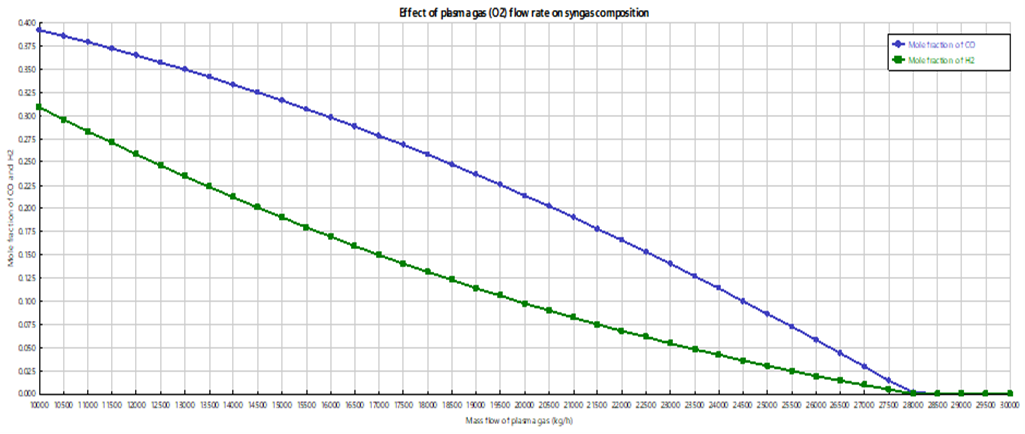 Effect of plasma gas (O2) flow rate on syngas composition
Mole fraction of CO
Mole fraction of H2
Mole fraction of CO and H2
0.400
0.375
0.350
0.325
0.300
0.275
0.250
0.225
0.200
0.175
0.150
0.125
0.100
0.075
0.050
0.025
0.000
10000 10500 11000 11500 12000 12500 13000 13500 14000 14500 15000 15500 16000 16500 17000 17500 18000 18500 19000 19500 20000 20500 21000 21500 22000 22500 23000 23500 24000 24500 25000 25500 26000 26500 27000 27500 28000 28500 29000 29500 30000
Mass flow of plasma gas (kg/h)